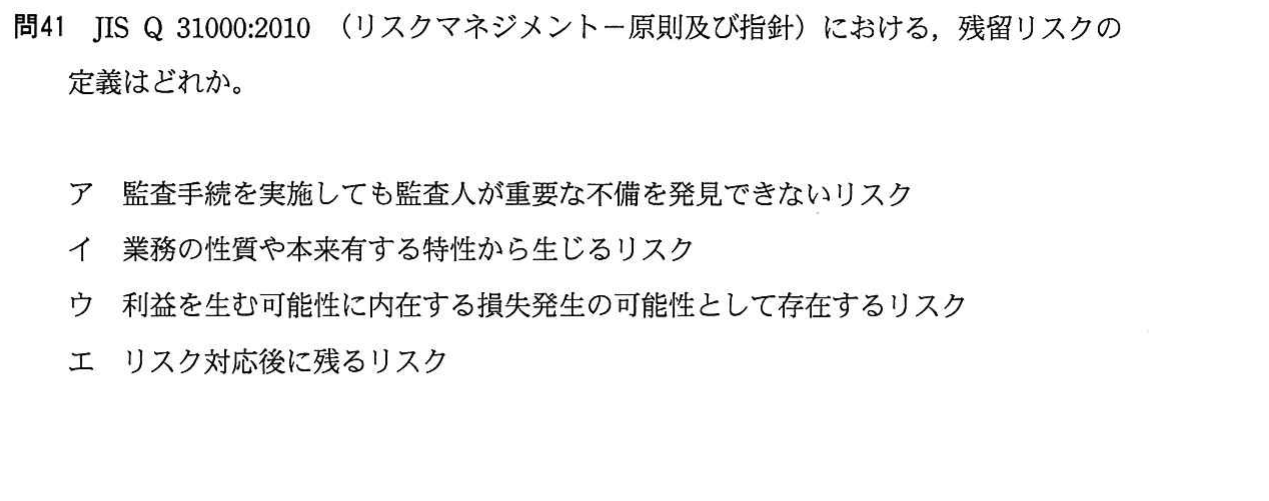 問41 JIS Q 31000:2010 （リスクマネジメント－原則及び指針）における，残留リスクの
定義はどれか。
ア 監査手続を実施しても監査人が重要な不備を発見できないリスク
イ 業務の性質や本来有する特性から生じるリスク
ウ 利益を生む可能性に内在する損失発生の可能性として存在するリスク
エ リスク対応後に残るリスク